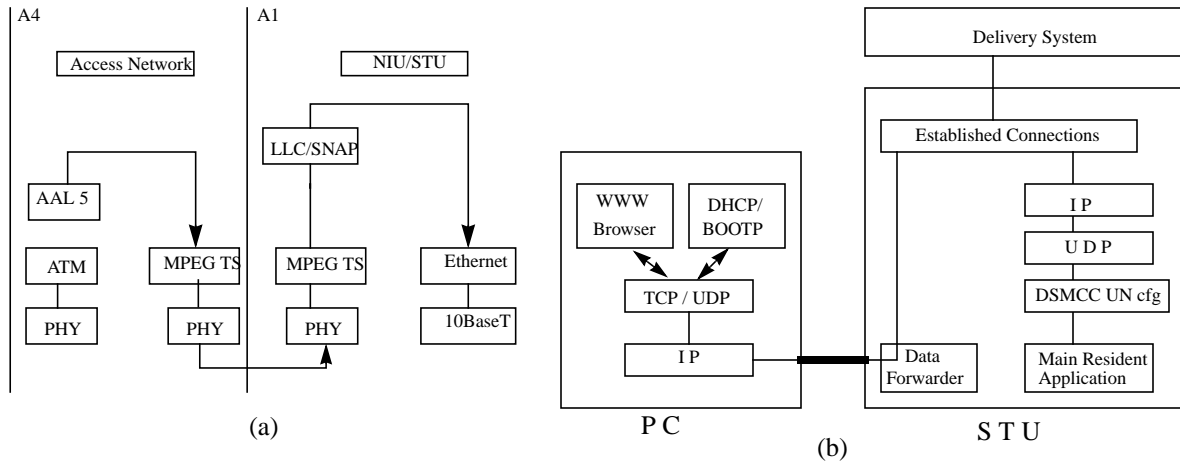 A4
A1
Access Network
NIU/STU
LLC/SNAP
AAL 5
ATM
MPEG TS
MPEG TS
Ethernet
PHY
PHY
PHY
10BaseT
(a)
Delivery System
Established Connections
WWW
Browser
DHCP/
BOOTP
I P
U D P
TCP / UDP
DSMCC UN cfg
I P
Data
Forwarder
Main Resident
Application
P C
(b)
S T U